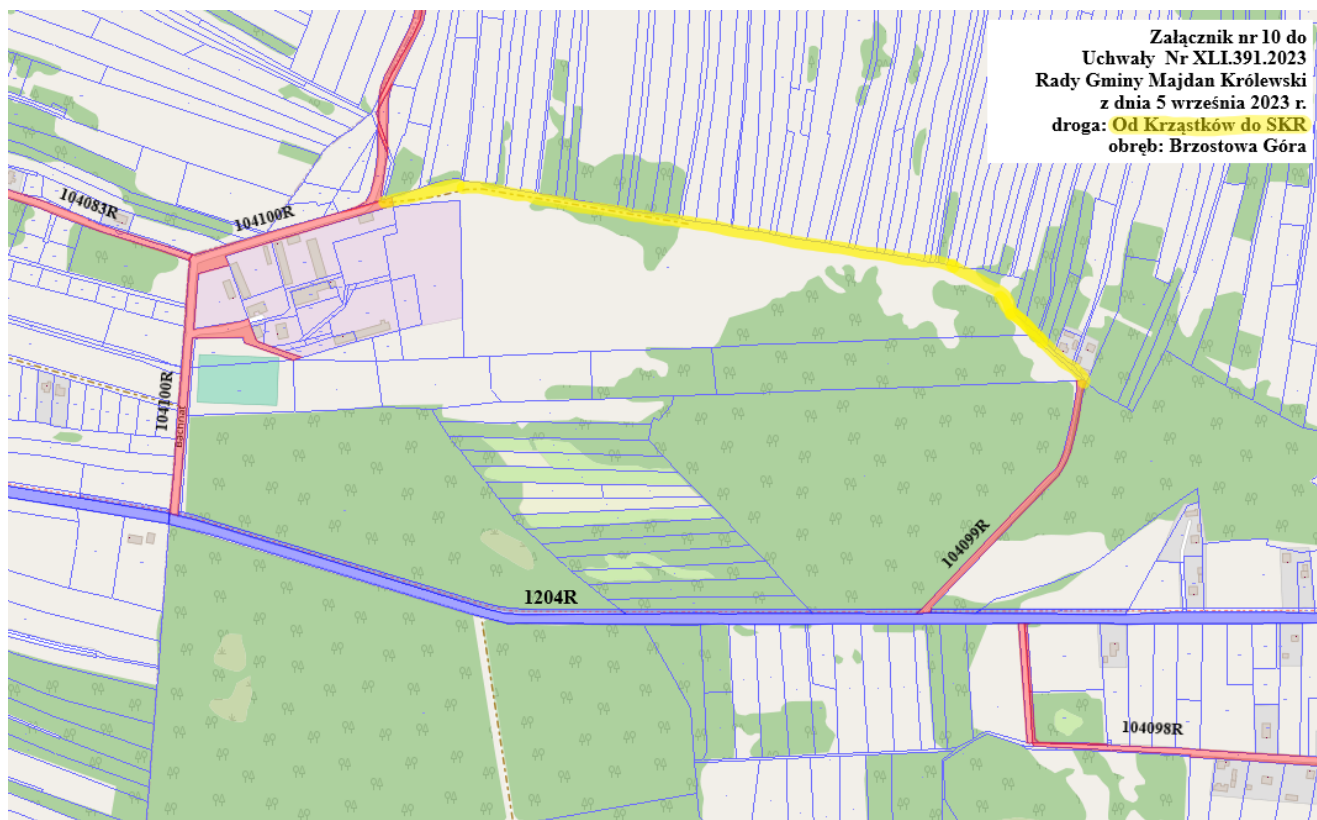 Załącznik nr 10 do
Uchwały Nr XLI.391.2023
Rady Gminy Majdan Królewski
z dnia 5 września 2023 r.
droga: Od Krząstków do SKR
obręb: Brzostowa Góra
104083R
104100R
104100R
Bachnal
104099R
1204R
104098R